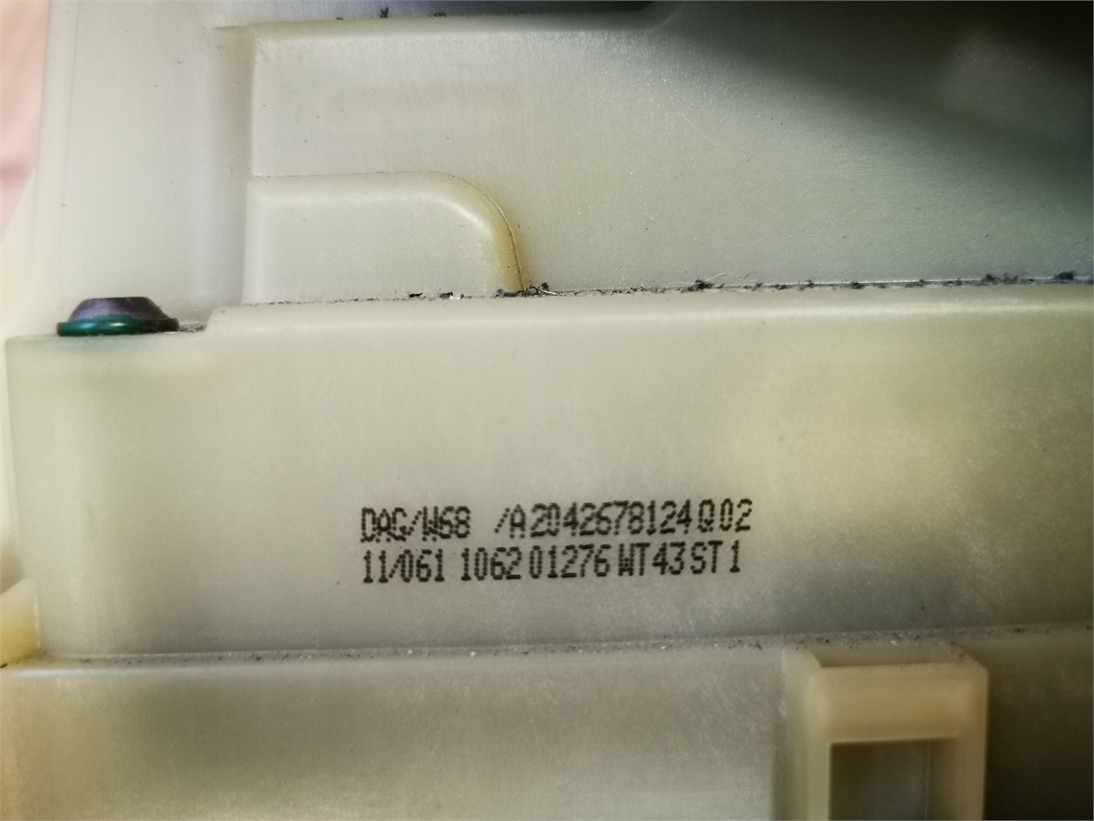 DAG/W68 /A2042678124Q02
11/061 1062 01276 WT43 ST1